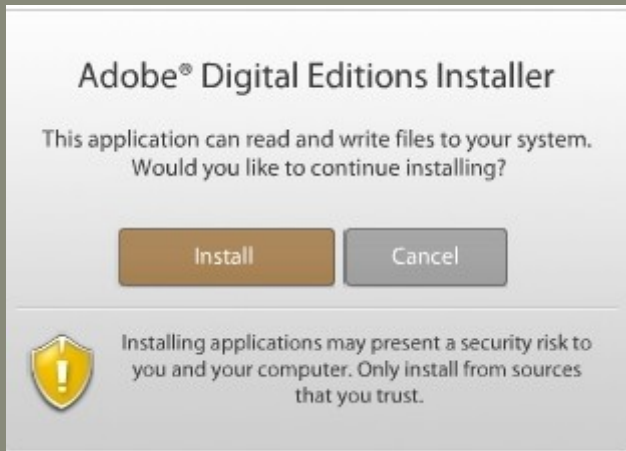 Adobe® Digital Editions Installer
This application can read and write files to your system.
Would you like to continue installing?
Install
Cancel
Installing applications may present a security risk to
you and your computer. Only install from sources
that you trust.